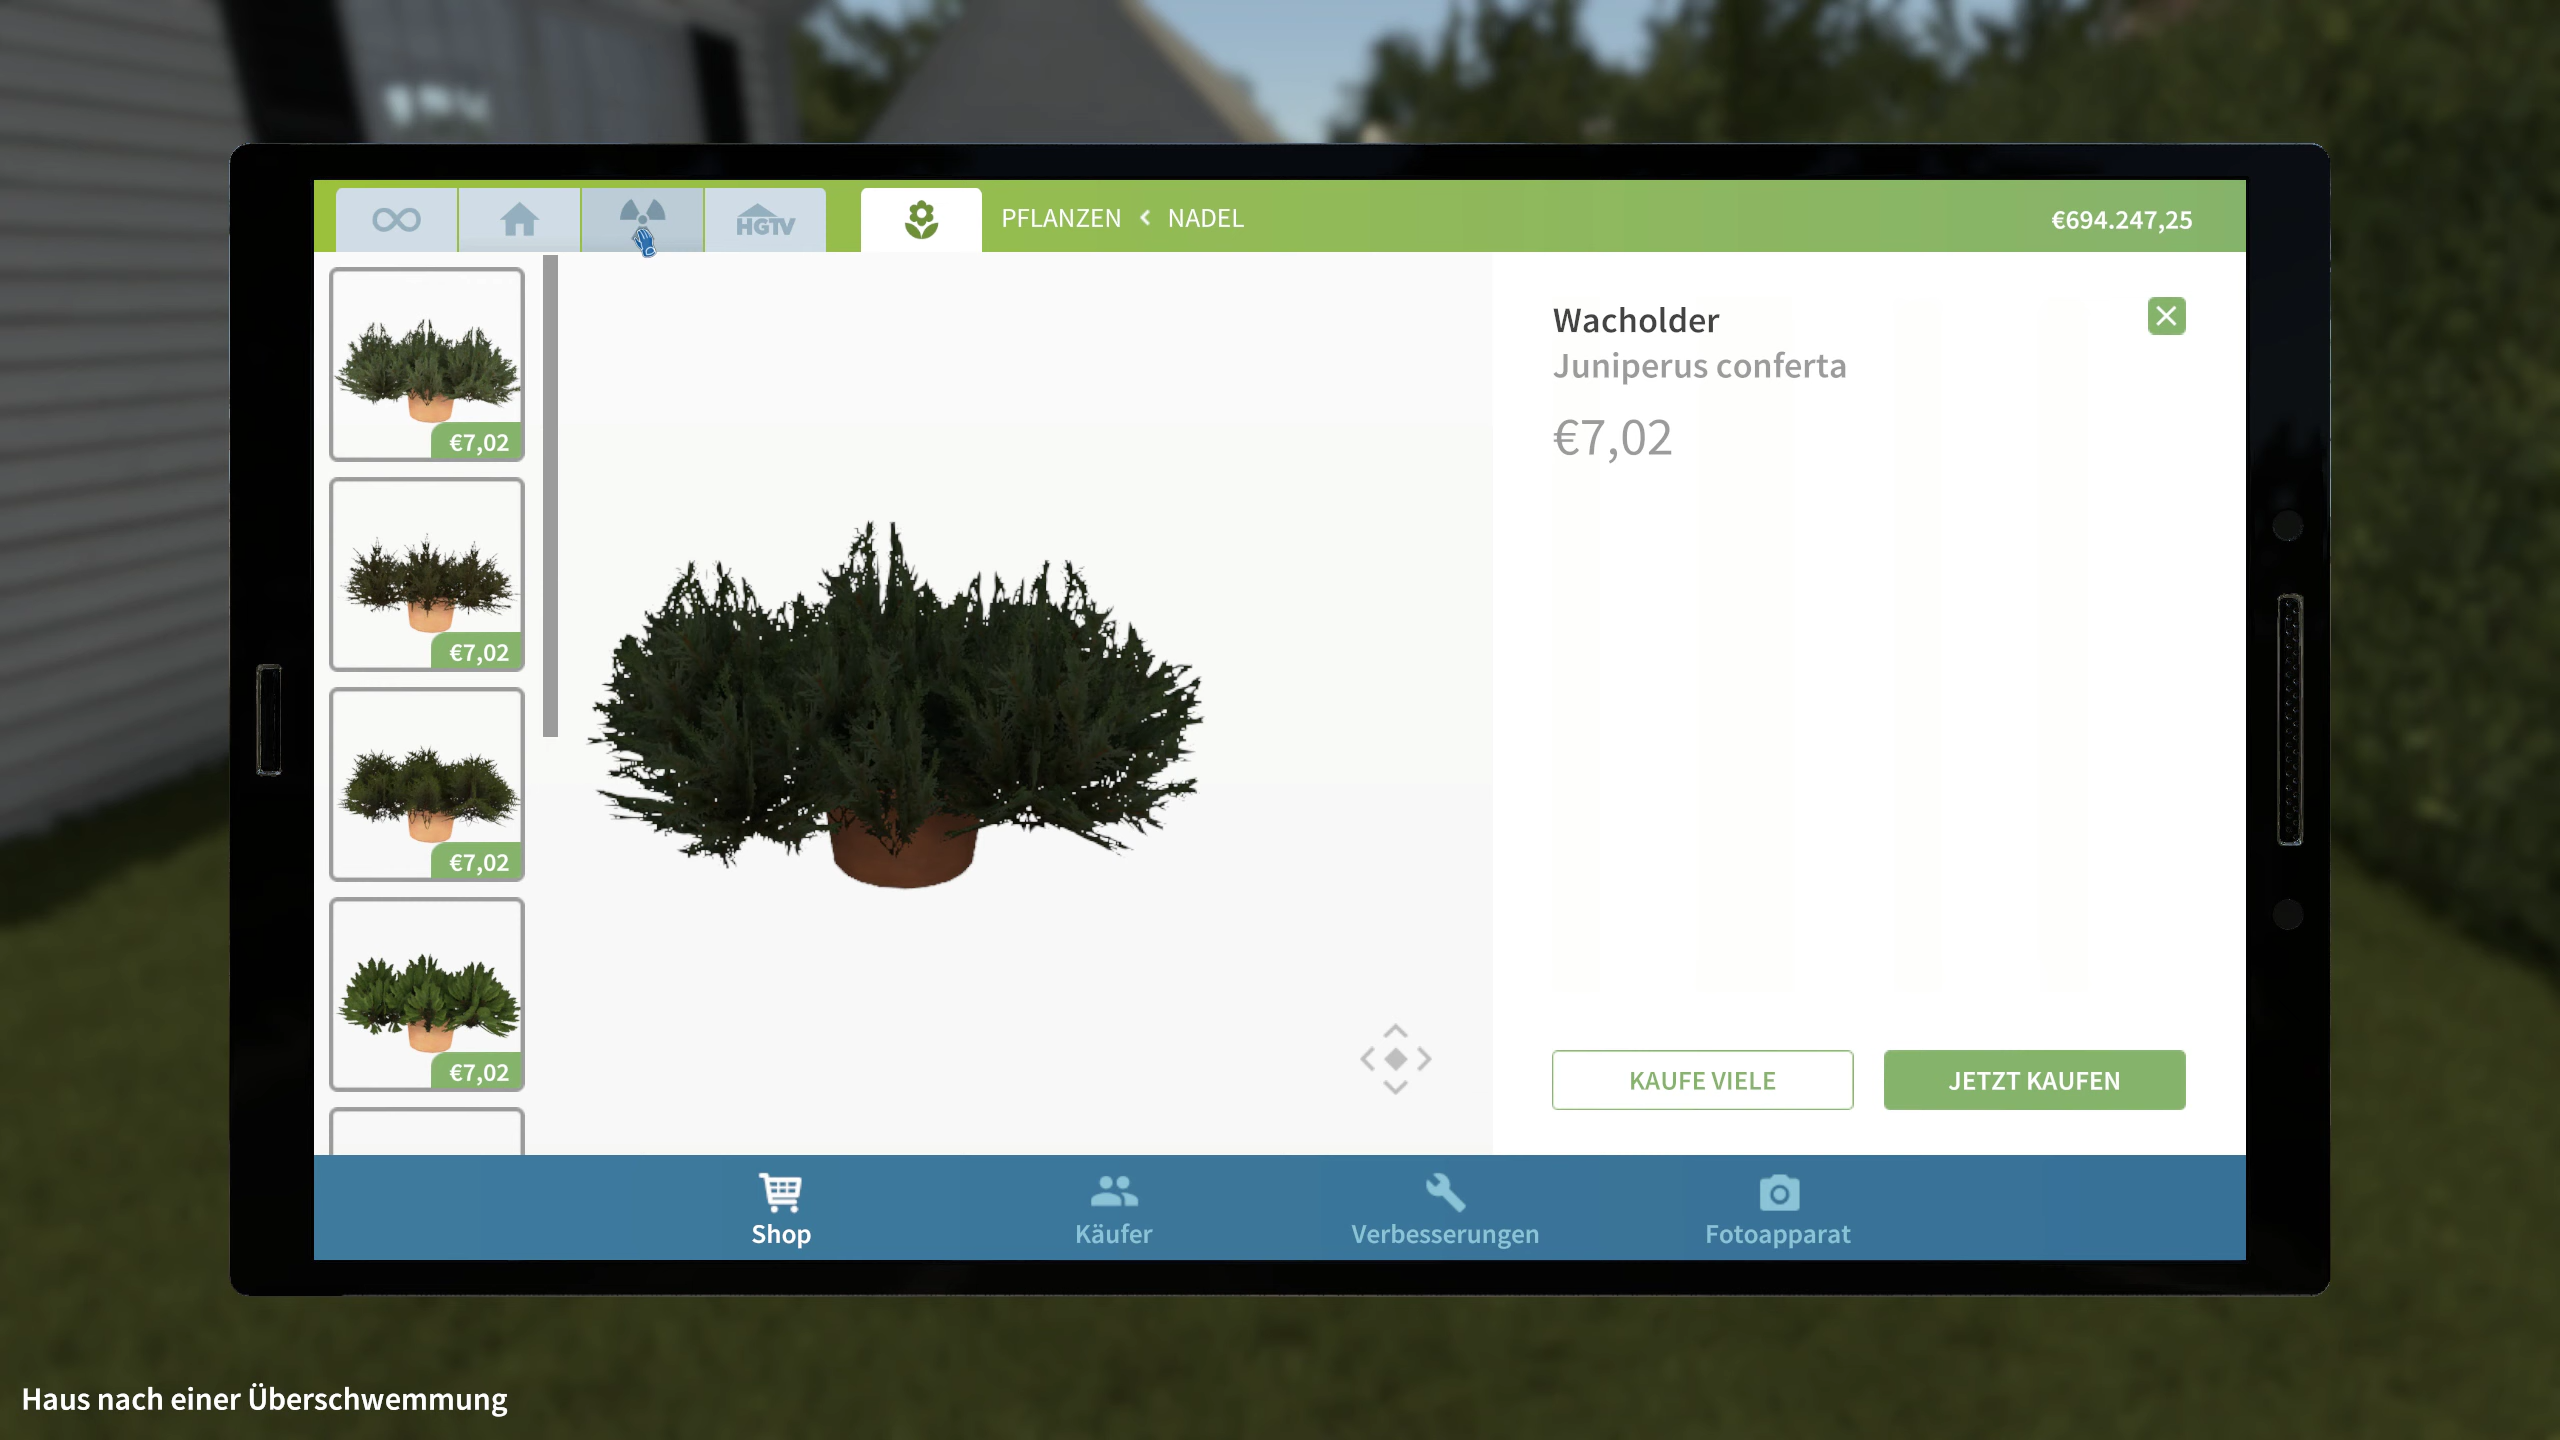 HGTV
PFLANZEN < NADEL
€694.247,25
€7,02
€7,02
€7,02
€7,02
Wacholder
Juniperus conferta
€7,02
KAUFE VIELE
JETZT KAUFEN
Shop
Käufer
Verbesserungen
Fotoapparat
Haus nach einer Überschwemmung